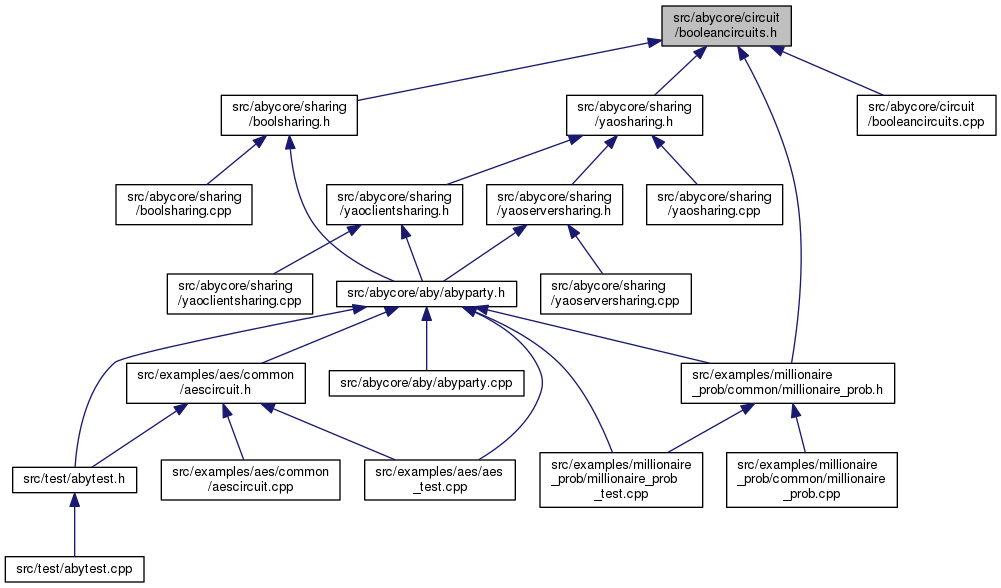 src/abycore/circuit
/booleancircuits.h
src/abycore/sharing
/boolsharing.h
src/abycore/sharing
/yaosharing.h
src/abycore/circuit
/booleancircuits.cpp
src/abycore/sharing
/boolsharing.cpp
src/abycore/sharing
/yaoclientsharing.h
src/abycore/sharing
/yaoserversharing.h
src/abycore/sharing
/yaosharing.cpp
src/abycore/sharing
/yaoclientsharing.cpp
src/abycore/aby/abyparty.h
src/abycore/sharing
/yaoserversharing.cpp
src/examples/aes/common
/aescircuit.h
src/abycore/aby/abyparty.cpp
src/examples/millionaire
_prob/common/millionaire_prob.h
src/test/abytest.h
src/examples/aes/common
/aescircuit.cpp
src/examples/aes/aes
_test.cpp
src/examples/millionaire
_prob/millionaire_prob
_test.cpp
src/examples/millionaire
_prob/common/millionaire
_prob.cpp
src/test/abytest.cpp